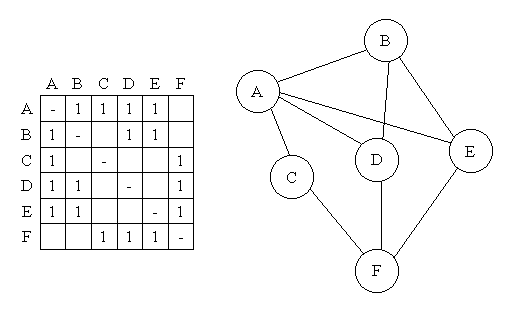 A B C D E F
A - 1 1 1 1
B 1 - 1 1
C 1 - 1
D 1 1 - 1
E 1 1 - 1
F 1 1 1 -
B
A
E
D
C
F